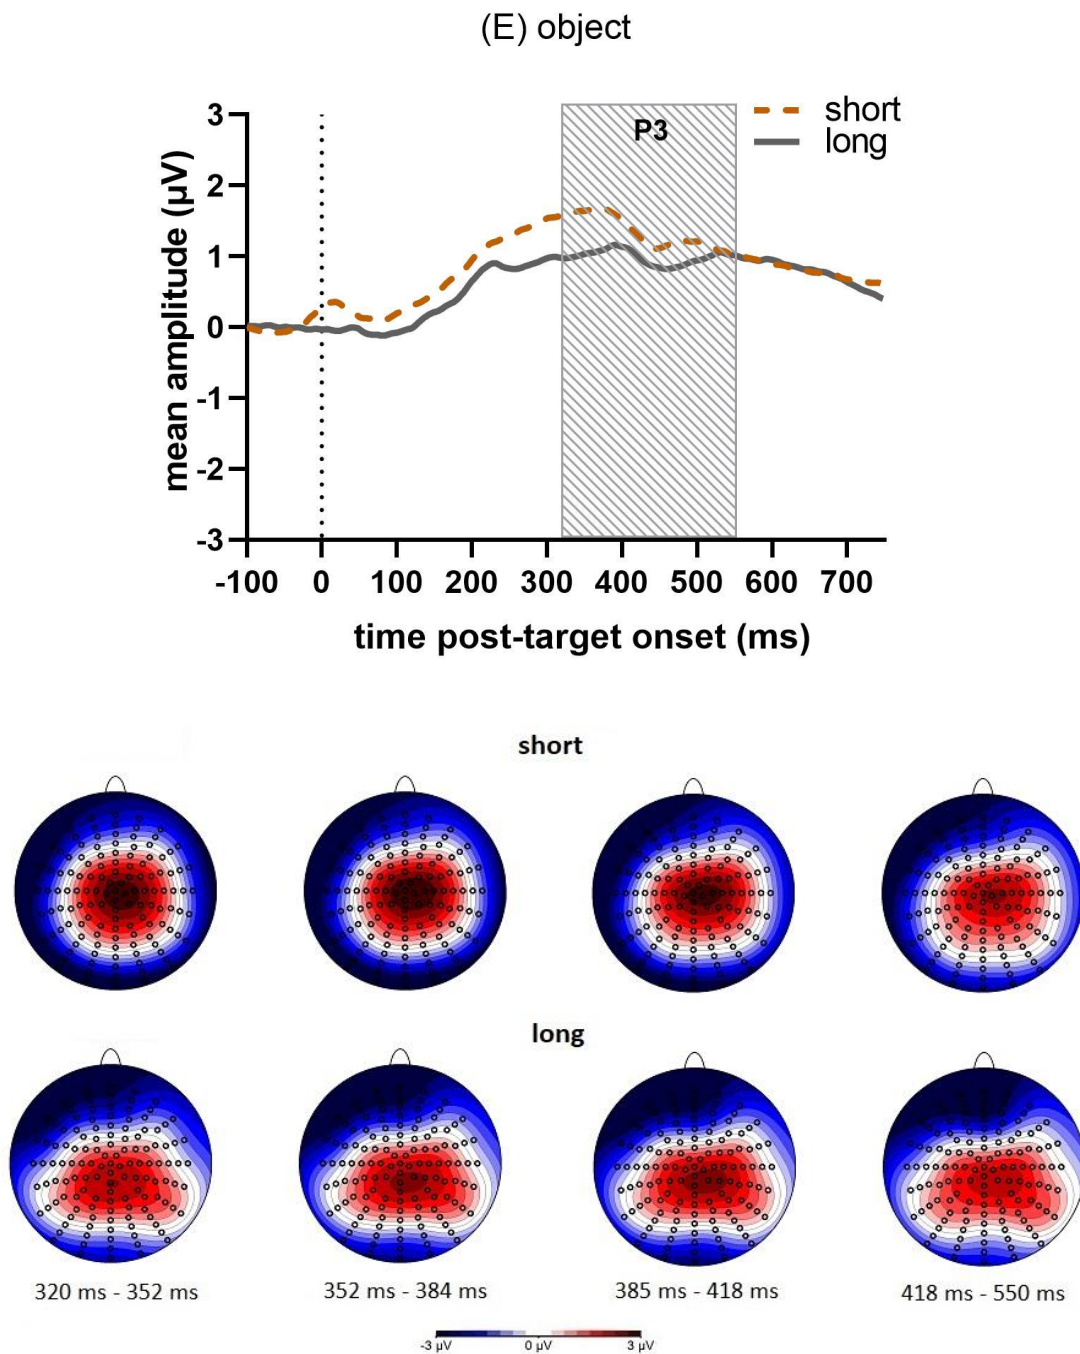 (E) object
short
long
P3
3
2
1
0
-1
-2
-3
mean amplitude (µV)
-100 0 100 200 300 400 500 600 700
time post-target onset (ms)
short
long
320 ms - 352 ms 352 ms - 384 ms 385 ms - 418 ms 418 ms - 550 ms
-3 µV 0 µV 3 µV